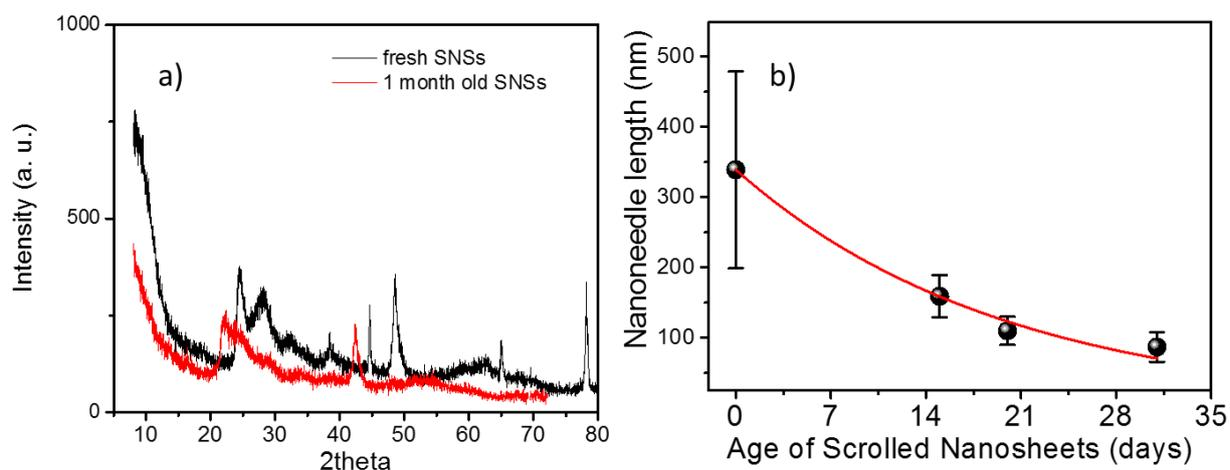 a)
fresh SNSs
1 month old SNSs
Intensity (a. u.)
1000
500
0
10 20 30 40 50 60 70 80
2theta
b)
Nanoneedle length (nm)
500
400
300
200
100
0 7 14 21 28 35
Age of Scrolled Nanosheets (days)